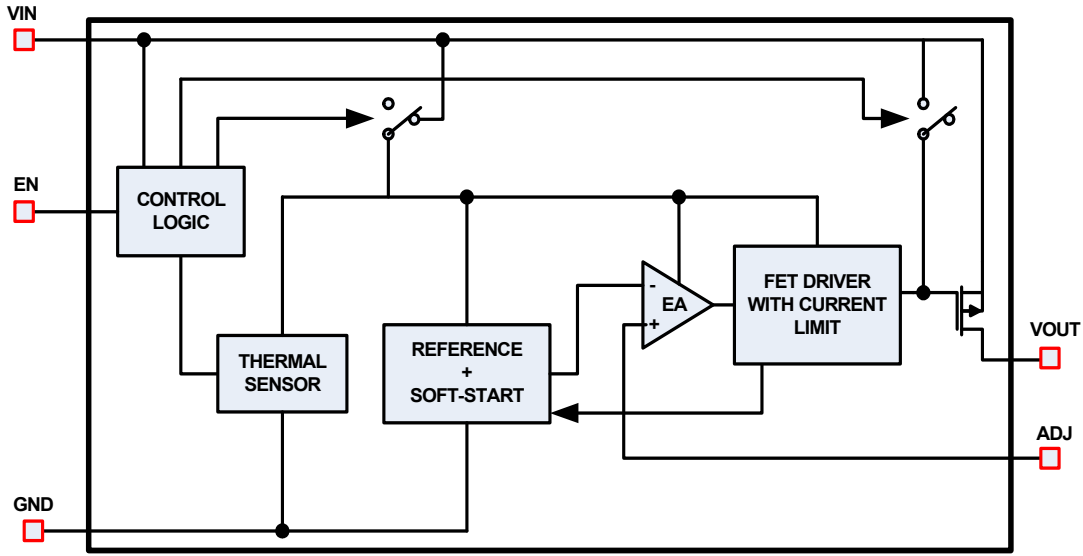 VIN
EN
CONTROL
LOGIC
-
EA
+
FET DRIVER
WITH CURRENT
LIMIT
VOUT
THERMAL
SENSOR
REFERENCE
+
SOFT-START
ADJ
GND